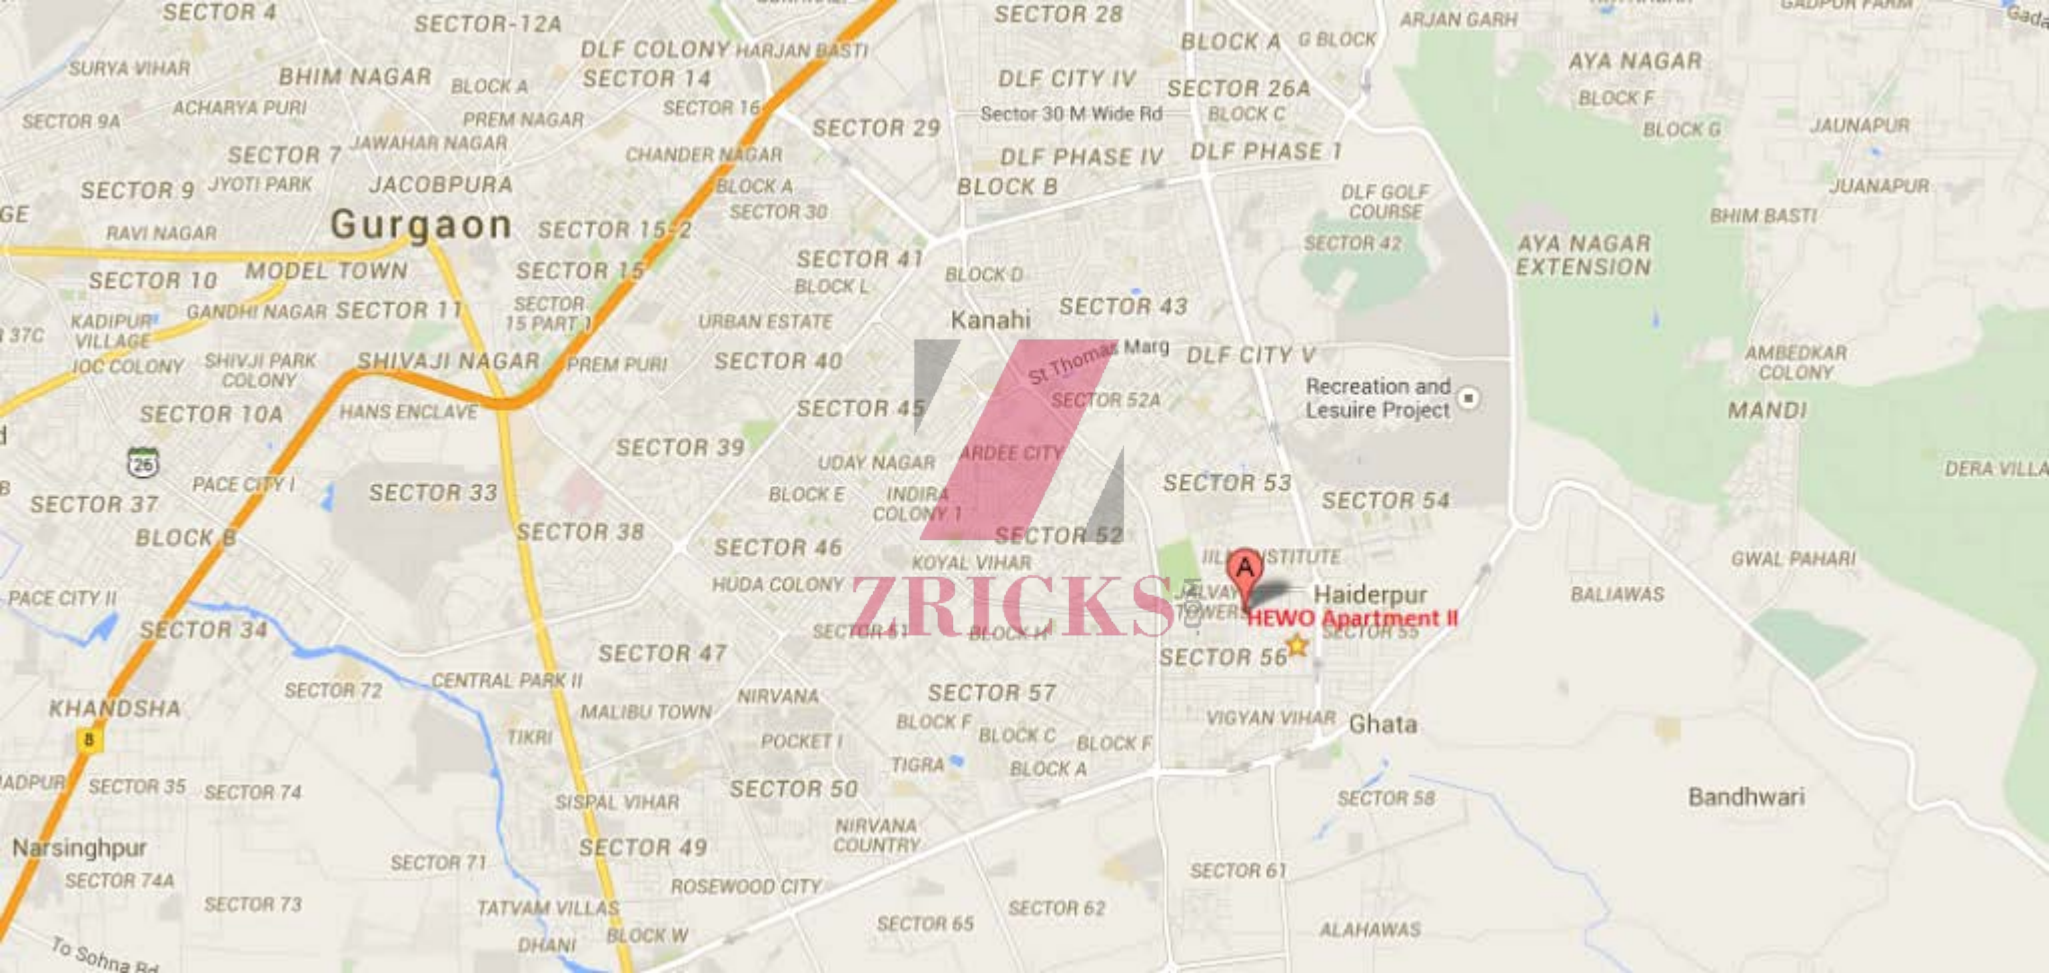 SECTOR 4
SECTOR-12A
SECTOR 28
ARJAN GARH
GADPUR FARM
DLF COLONY HARJAN BASTI
BLOCK A
G BLOCK
SURYA VIHAR
BHIM NAGAR
BLOCK A
SECTOR 14
DLF CITY IV
SECTOR 26A
AYA NAGAR
BLOCK F
ACHARYA PURI
SECTOR 9A
PREM NAGAR
SECTOR 16
SECTOR 29
Sector 30 M Wide Rd
BLOCK C
BLOCK G
JAUNAPUR
JAWAHAR NAGAR
SECTOR 7
CHANDER NAGAR
DLF PHASE IV
DLF PHASE 1
SECTOR 9
JYOTI PARK
JACOBPURA
BLOCK A
BLOCK B
DLF GOLF
COURSE
JUANAPUR
GE
Gurgaon
SECTOR 15-2
SECTOR 30
BHIM BASTI
RAVI NAGAR
SECTOR 42
AYA NAGAR
EXTENSION
SECTOR 41
SECTOR 10
MODEL TOWN
SECTOR 15
BLOCK L
BLOCK D
GANDHI NAGAR
SECTOR 11
SECTOR
15 PART 1
SECTOR 43
KADIPUR
VILLAGE
37C
URBAN ESTATE
Kanahi
IOC COLONY
SHIVJI PARK
COLONY
SHIVAJI NAGAR
PREM PURI
SECTOR 40
St Thomas Marg
DLF CITY V
AMBEDKAR
COLONY
Recreation and
Lesuire Project
SECTOR 10A
HANS ENCLAVE
SECTOR 45
SECTOR 52A
MANDI
SECTOR 39
ARDEE CITY
26
UDAY NAGAR
DERA VILLA
PACE CITY I
SECTOR 33
BLOCK E
INDIRA
COLONY 1
SECTOR 53
SECTOR 54
SECTOR 37
BLOCK B
SECTOR 38
SECTOR 46
SECTOR 52
KOYAL VIHAR
INSTITUTE
GWAL PAHARI
A
HUDA COLONY
ZRICKS
JALVAY
TOWERS
Haiderpur
BALIAWAS
PACE CITY II
HEWO Apartment II
SECTOR 34
SECTOR 51
BLOCK H
SECTOR 55
SECTOR 47
SECTOR 56
SECTOR 72
CENTRAL PARK II
NIRVANA
SECTOR 57
KHANDSHA
MALIBU TOWN
BLOCK F
VIGYAN VIHAR
Ghata
8
TIKRI
POCKET I
BLOCK C
BLOCK F
TIGRA
BLOCK A
ADPUR
SECTOR 35
SECTOR 74
SISPAL VIHAR
SECTOR 50
SECTOR 58
Bandhwari
NIRVANA
COUNTRY
Narsinghpur
SECTOR 71
SECTOR 49
SECTOR 61
SECTOR 74A
ROSEWOOD CITY
SECTOR 73
TATVAM VILLAS
SECTOR 65
SECTOR 62
ALAHAWAS
DHANI
BLOCK W
To Sohna Rd